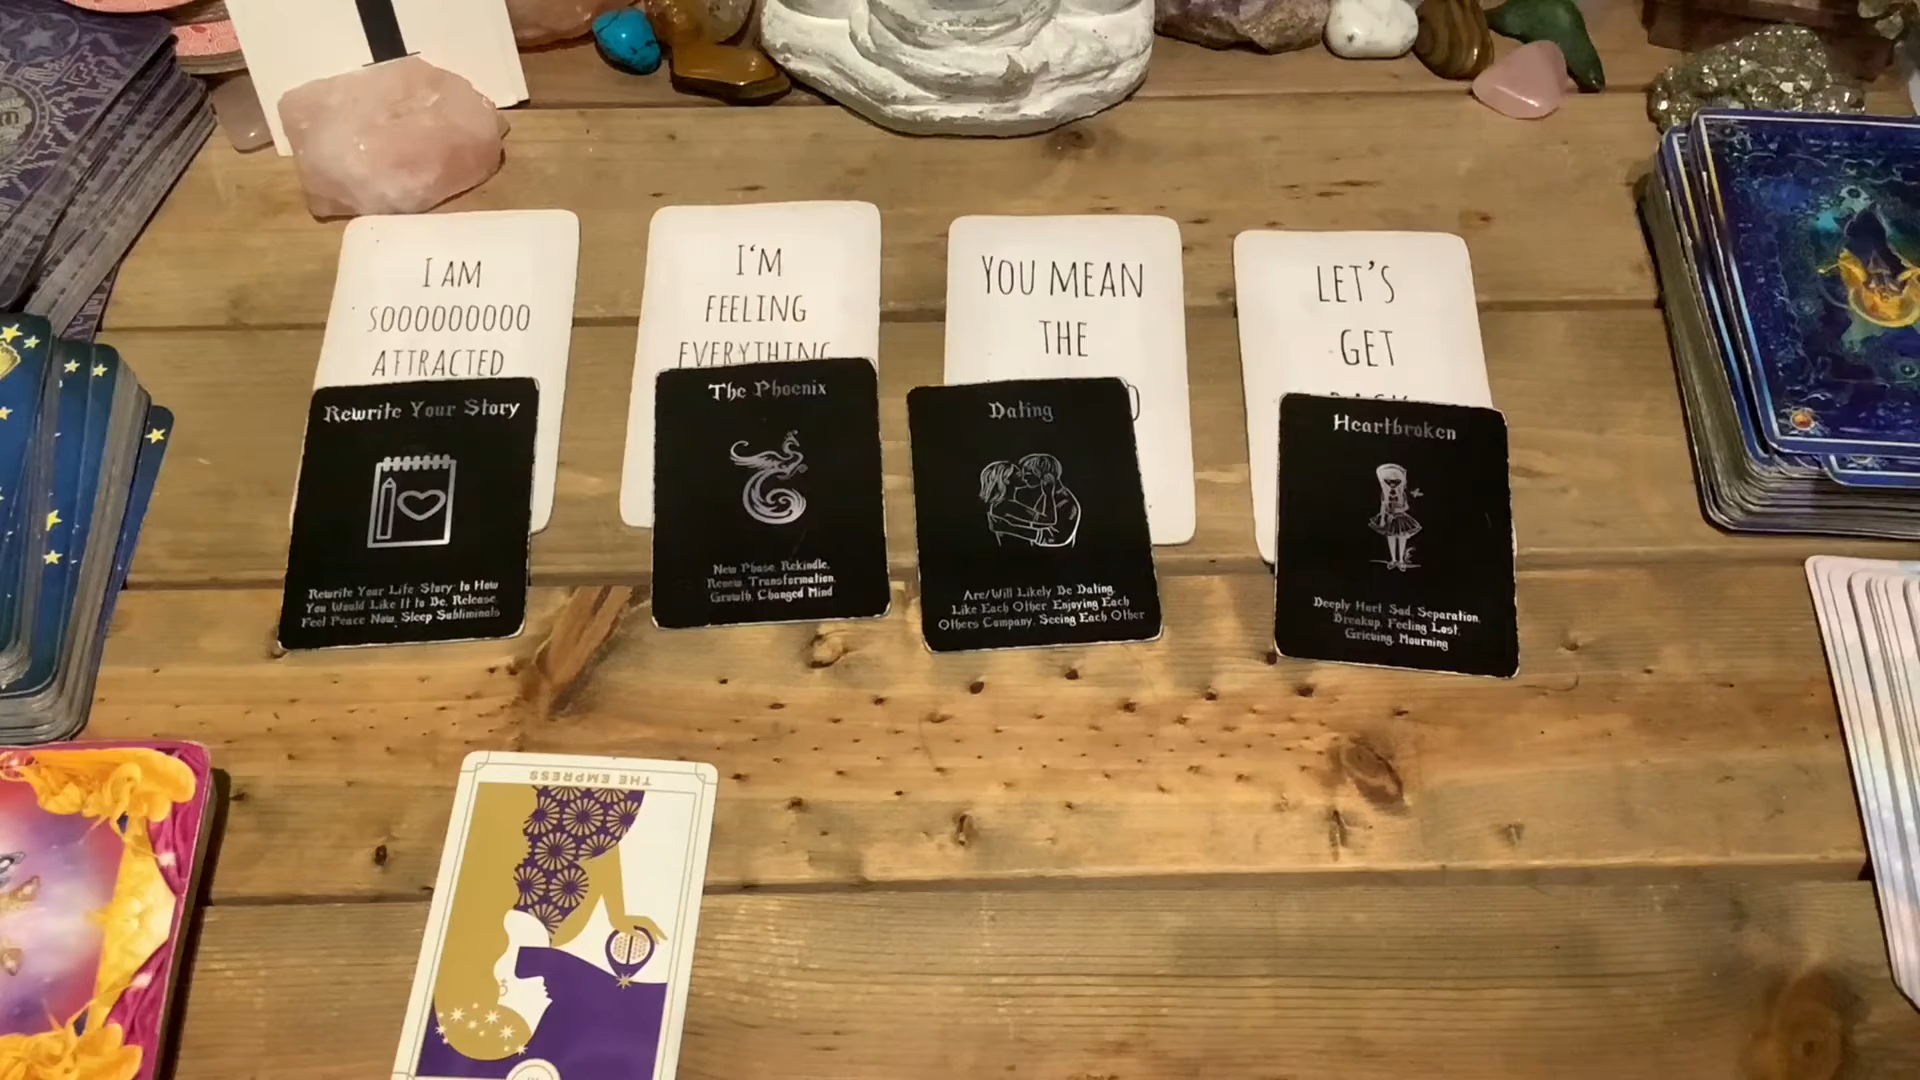 I AM
SOOOOOOOOO
ATTRACTED
Rewrite Your Story
Rewrite Your Life Story to How
You Would Like It to Be, Release,
Feel Peace Now, Sleep Subliminals
I'M
FEELING
EVERYTHING
The Phoenix
New Phase, Rekindle,
Renew, Transformation,
Growth, Changed Mind
YOU MEAN
THE
Dating
Are/Will Likely Be Dating,
Like Each Other Enjoying Each
Others Company, Seeing Each Other
LET'S
GET
Heartbroken
Deeply Hurt, Sad, Separation,
Breakup, Feeling Lost,
Grieving, Mourning
THE EMPRESS